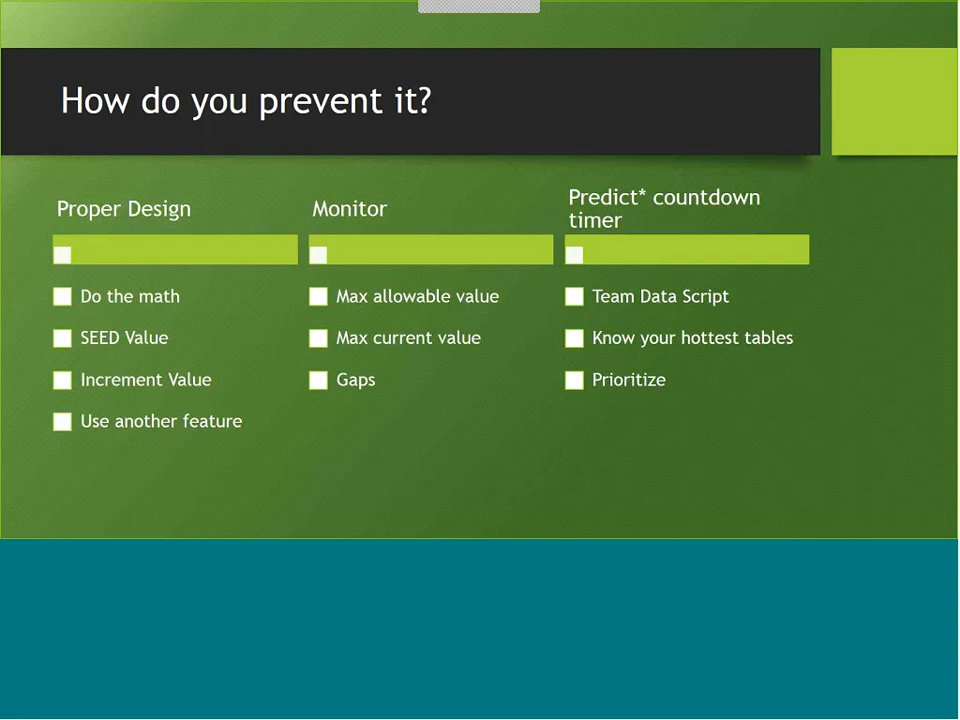 How do you prevent it?
Proper Design
Do the math
SEED Value
Increment Value
Use another feature
Monitor
Max allowable value
Max current value
Gaps
Predict* countdown
timer
Team Data Script
Know your hottest tables
Prioritize